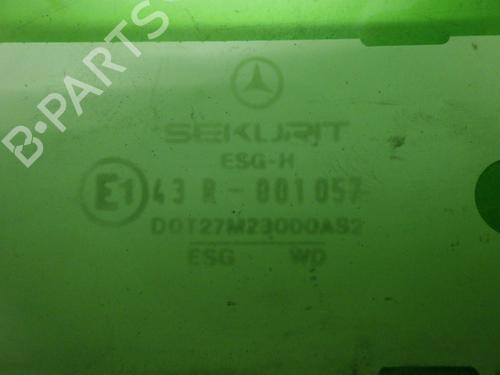 B-PARTS
SEKURIT
ESG-H
E1 43 R - 001057
DOT27M23000AS2
ESG WD